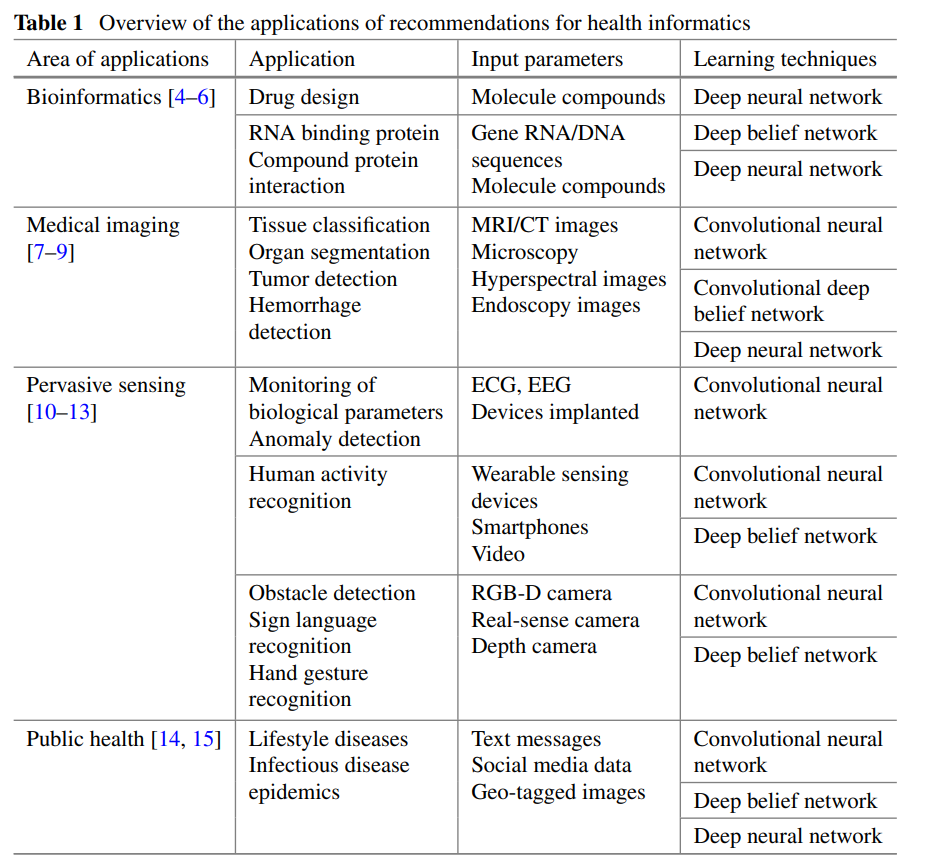 Table 1 Overview of the applications of recommendations for health informatics
Area of applications Application Input parameters Learning techniques
Bioinformatics [4–6] Drug design Molecule compounds Deep neural network
RNA binding protein
Compound protein
interaction
Gene RNA/DNA
sequences
Molecule compounds
Deep belief network
Deep neural network
Medical imaging
[7–9]
Tissue classification
Organ segmentation
Tumor detection
Hemorrhage
detection
MRI/CT images
Microscopy
Hyperspectral images
Endoscopy images
Convolutional neural
network
Convolutional deep
belief network
Deep neural network
Pervasive sensing
[10–13]
Monitoring of
biological parameters
Anomaly detection
ECG, EEG
Devices implanted
Convolutional neural
network
Human activity
recognition
Wearable sensing
devices
Smartphones
Video
Convolutional neural
network
Deep belief network
Obstacle detection
Sign language
recognition
Hand gesture
recognition
RGB-D camera
Real-sense camera
Depth camera
Convolutional neural
network
Deep belief network
Public health [14, 15]
Lifestyle diseases
Infectious disease
epidemics
Text messages
Social media data
Geo-tagged images
Convolutional neural
network
Deep belief network
Deep neural network